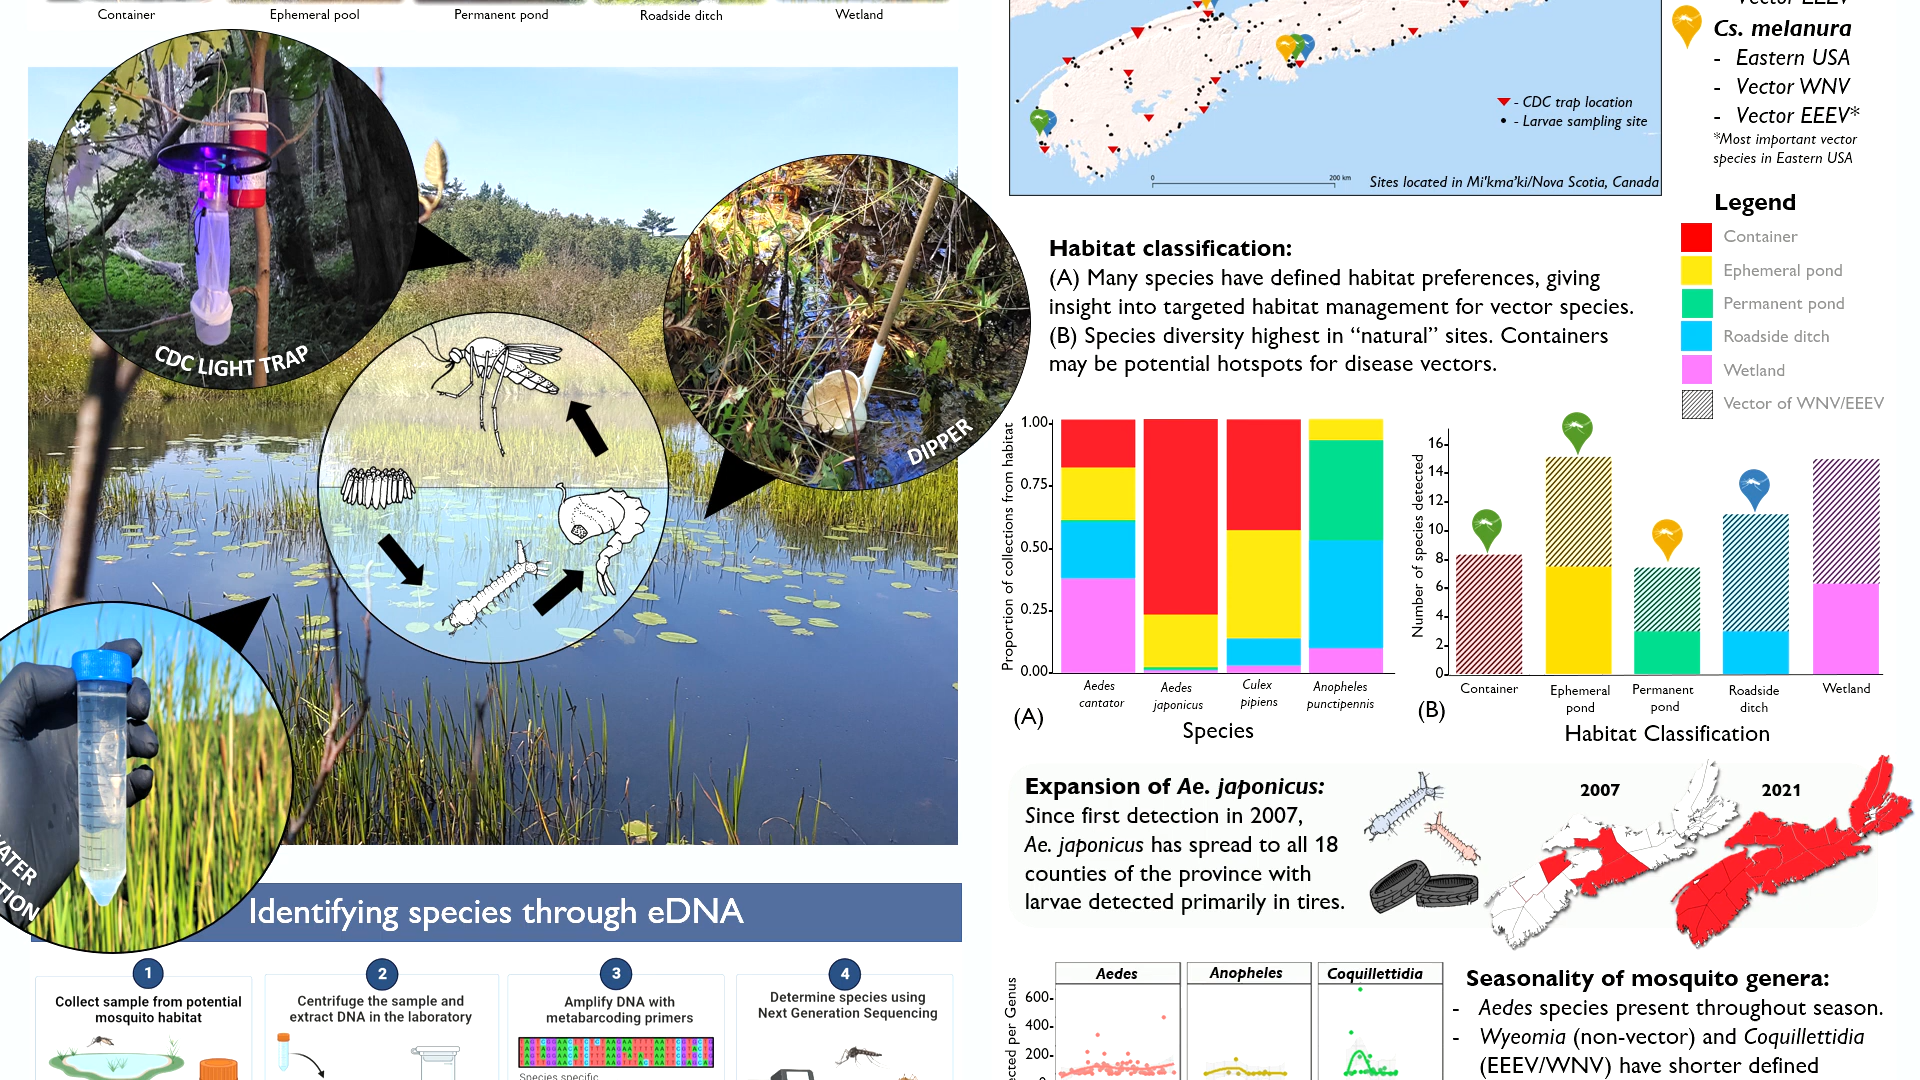 Container
Ephemeral pool
Permanent pond
Roadside ditch
Wetland
CDC LIGHT TRAP
DIPPER
Identifying species through eDNA
1
Collect sample from potential
mosquito habitat
2
Centrifuge the sample and
extract DNA in the laboratory
3
Amplify DNA with
metabarcoding primers
Species specific
4
Determine species using
Next Generation Sequencing
- CDC trap location
- Larvae sampling site
0
200 km
Sites located in Mi'kma'ki/Nova Scotia, Canada
Vector EEEV
Cs. melanura
- Eastern USA
- Vector WNV
- Vector EEEV*
*Most important vector
species in Eastern USA
Legend
Container
Ephemeral pond
Permanent pond
Roadside ditch
Wetland
Vector of WNV/EEEV
Habitat classification:
(A) Many species have defined habitat preferences, giving
insight into targeted habitat management for vector species.
(B) Species diversity highest in “natural” sites. Containers
may be potential hotspots for disease vectors.
Proportion of collections from habitat
1.00
0.75
0.50
0.25
0.00
Aedes
cantator
Aedes
japonicus
Culex
pipiens
Anopheles
punctipennis
(A)
Species
Number of species detected
16
14
12
10
8
6
4
2
0
Container
Ephemeral
pond
Permanent
pond
Roadside
ditch
Wetland
(B)
Habitat Classification
Expansion of Ae. japonicus:
Since first detection in 2007,
Ae. japonicus has spread to all 18
counties of the province with
larvae detected primarily in tires.
2007
2021
Aedes
Anopheles
Coquillettidia
600
400
200
per Genus
Seasonality of mosquito genera:
- Aedes species present throughout season.
- Wyeomia (non-vector) and Coquillettidia
(EEEV/WNV) have shorter defined